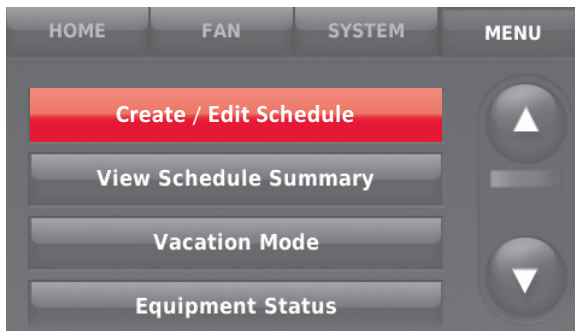 HOME FAN SYSTEM MENU
Create / Edit Schedule
View Schedule Summary
Vacation Mode
Equipment Status